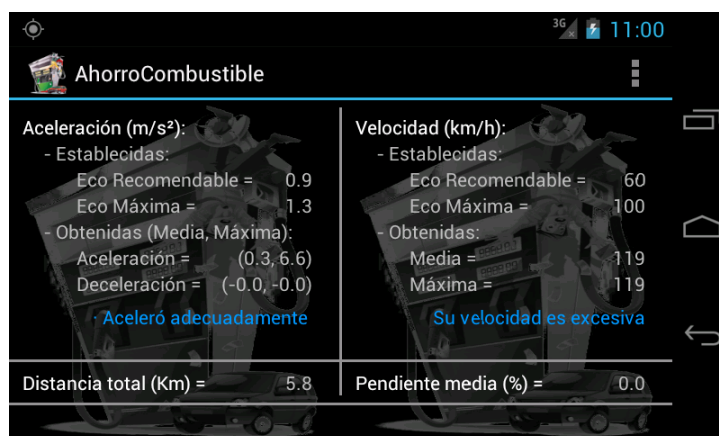 3G 11:00
AhorroCombustible
Aceleración (m/s²):
- Establecidas:
Eco Recomendable = 0.9
Eco Máxima = 1.3
- Obtenidas (Media, Máxima):
Aceleración = (0.3, 6.6)
Deceleración = (-0.0, -0.0)
· Aceleró adecuadamente
Velocidad (km/h):
- Establecidas:
Eco Recomendable = 60
Eco Máxima = 100
- Obtenidas:
Media = 119
Máxima = 119
Su velocidad es excesiva
Distancia total (Km) = 5.8
Pendiente media (%) = 0.0